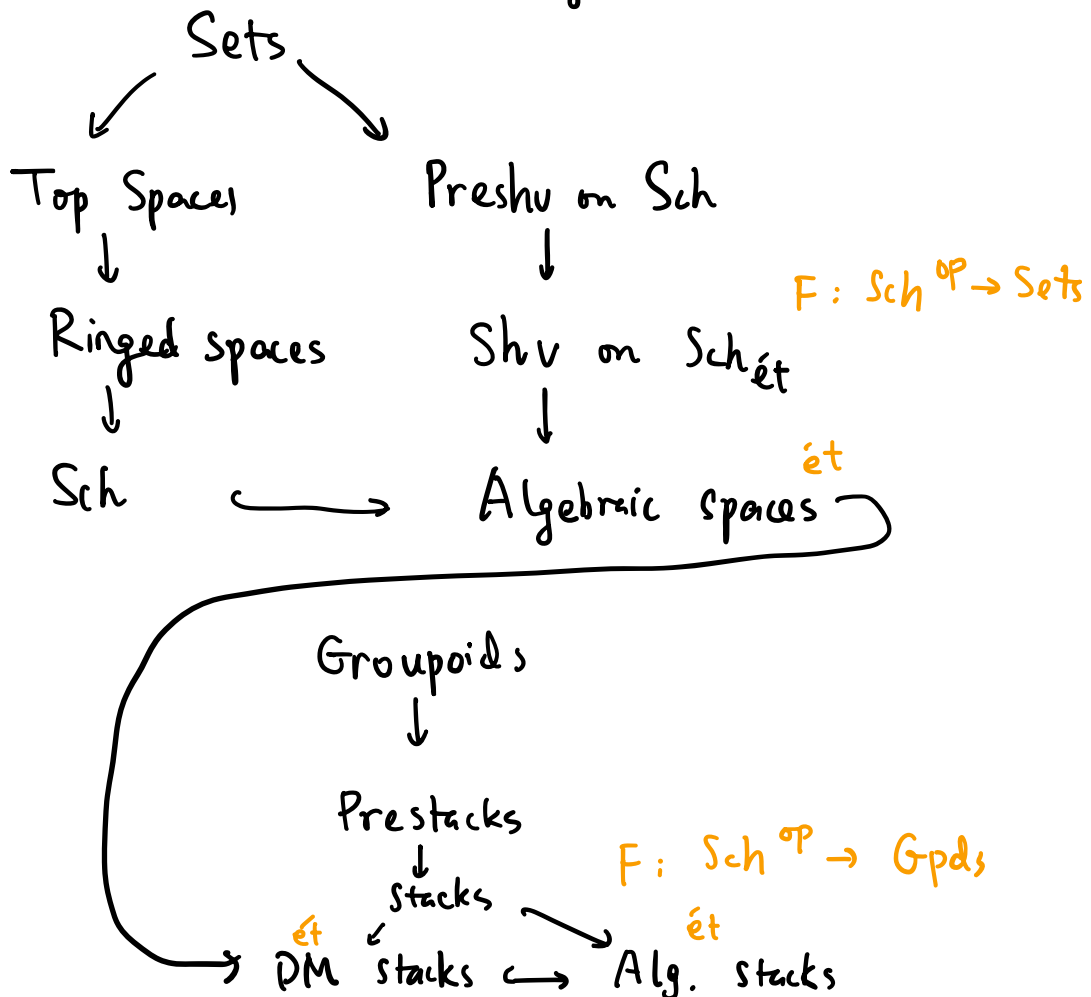 Sets
Top Spaces
Preshv on Sch
F: Sch^op → Sets
Ringed spaces
Shv on Sch_ét
ét
Sch
Algebraic spaces
Groupoids
Prestacks
F: Sch^op → Gpds
stacks
ét
ét
DM stacks
Alg. stacks